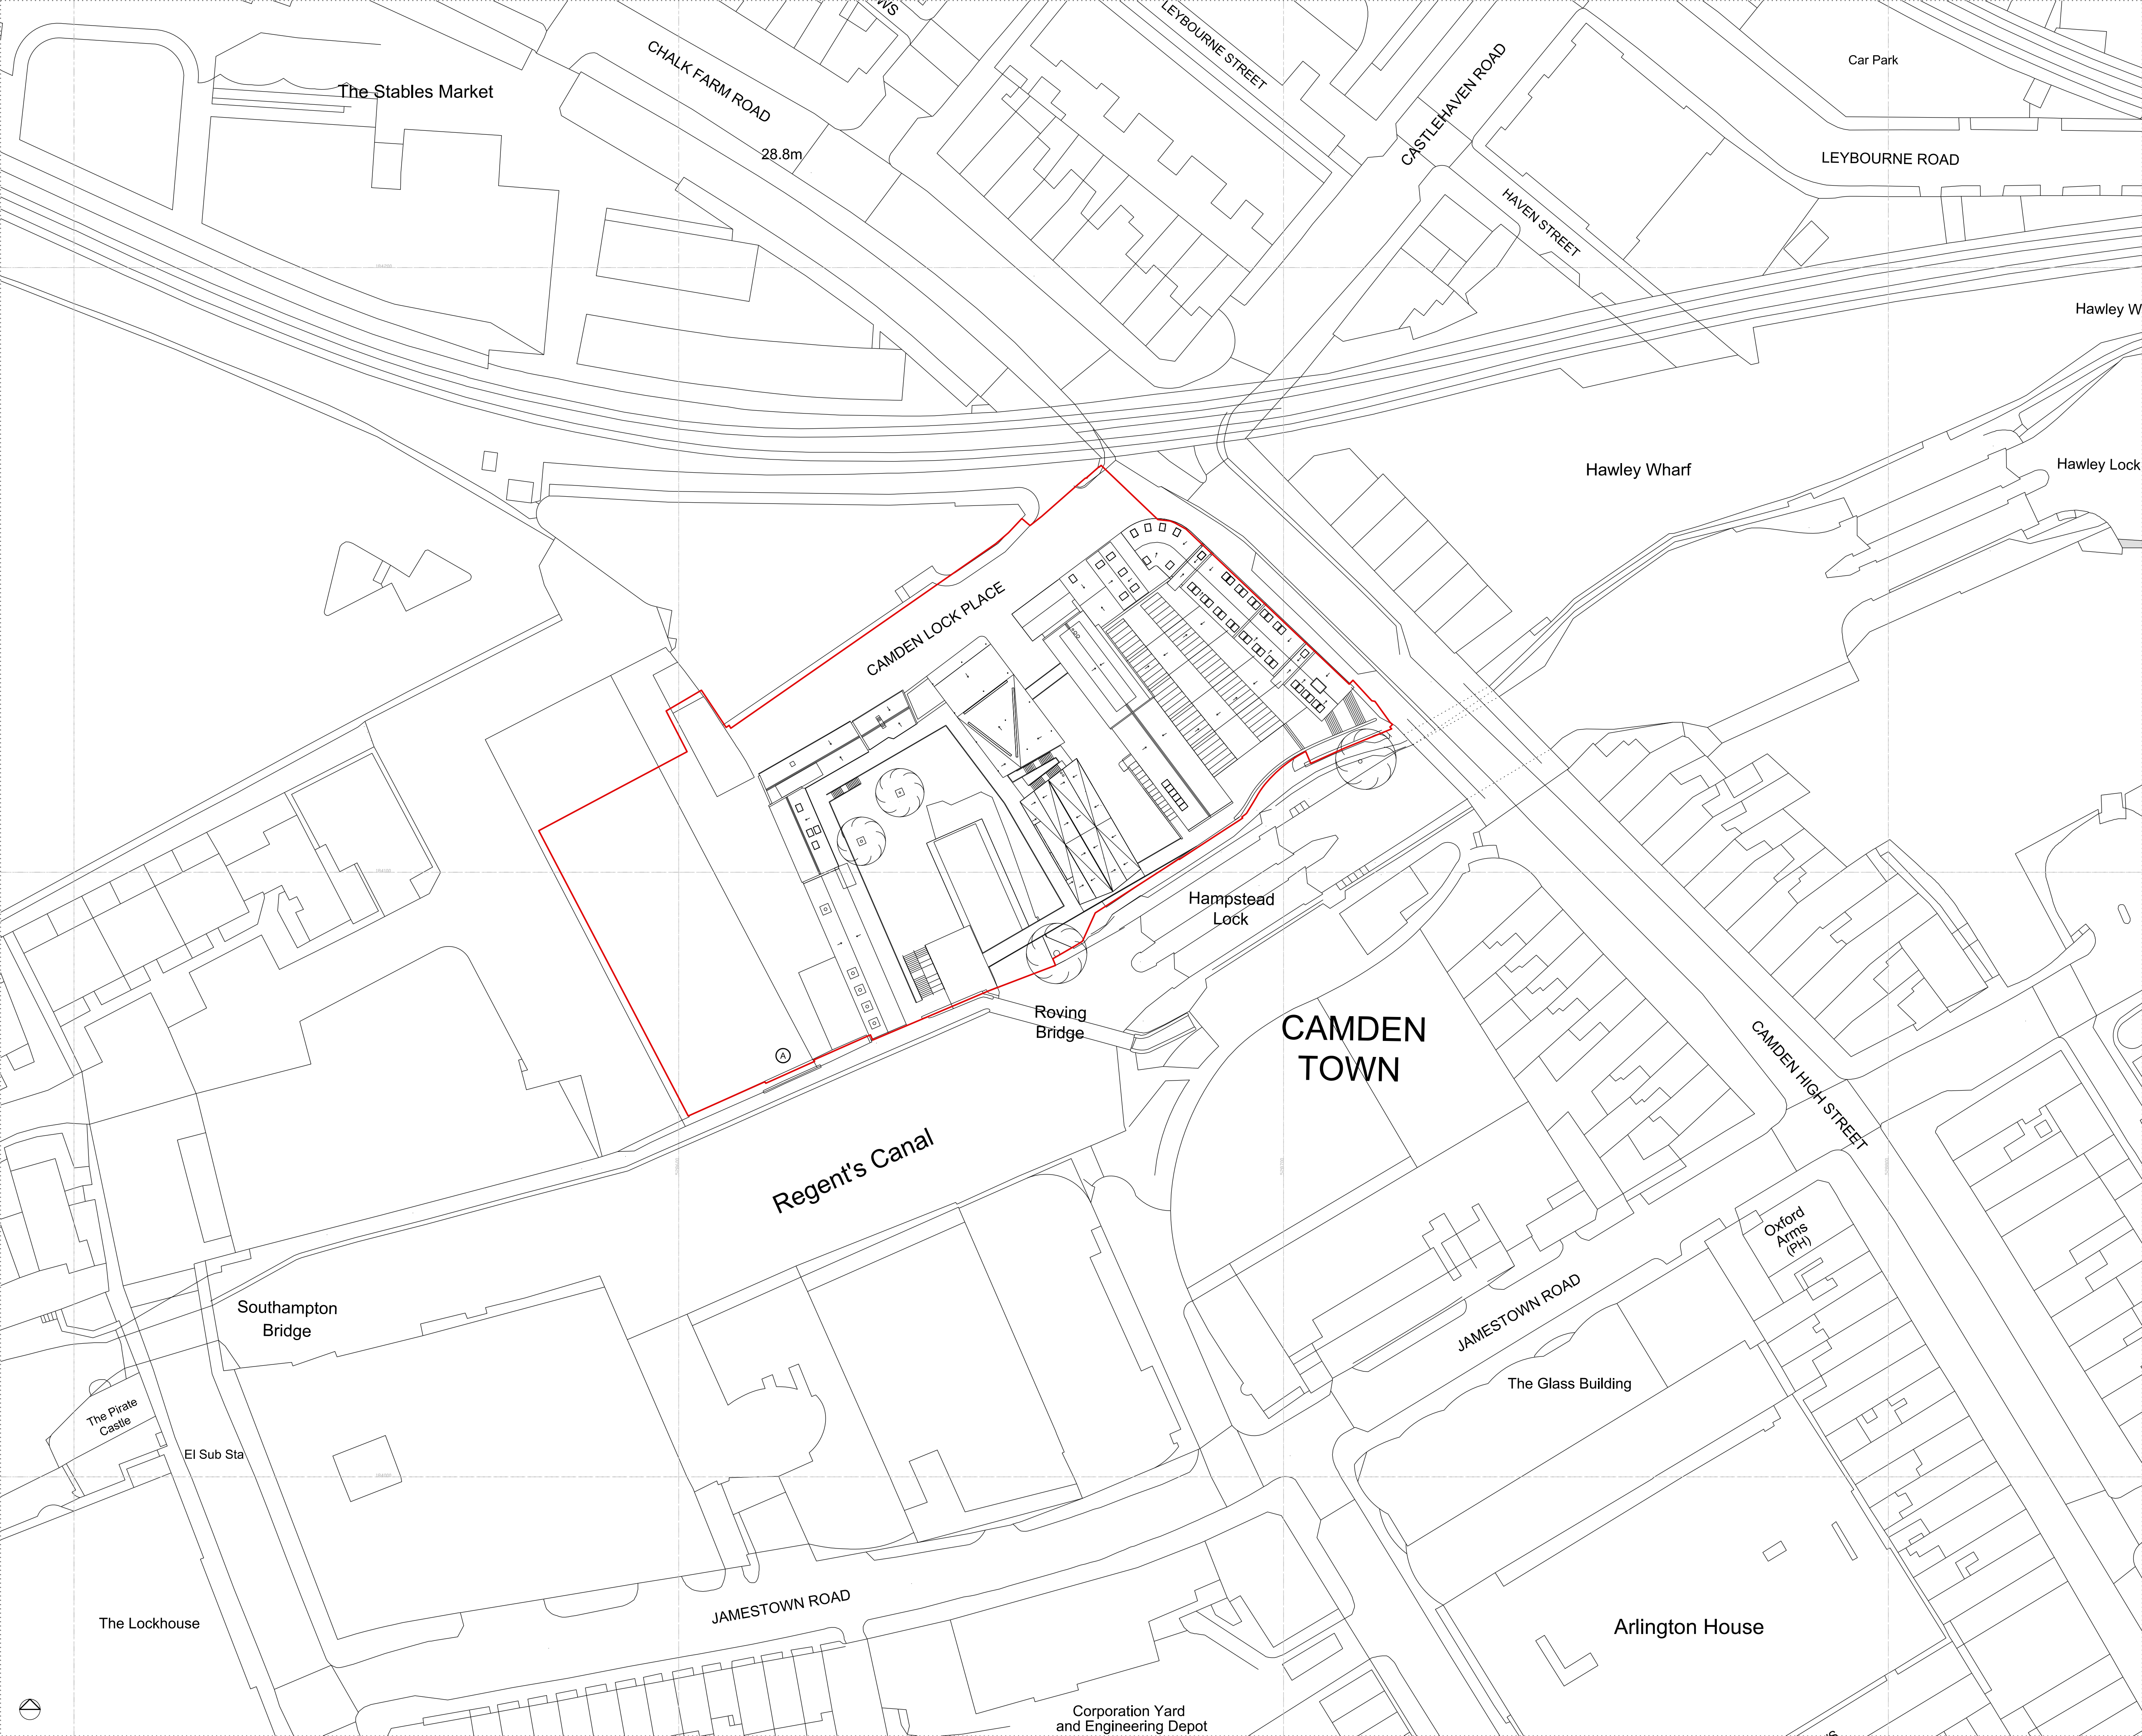 WS
LEYBOURNE STREET
CHALK FARM ROAD
CASTLEHAVEN ROAD
Car Park
The Stables Market
28.8m
LEYBOURNE ROAD
HAVEN STREET
Hawley W
Hawley Wharf
Hawley Lock
CAMDEN LOCK PLACE
Hampstead
Lock
Roving
Bridge
CAMDEN
TOWN
A
CAMDEN HIGH STREET
Regent's Canal
Oxford
Arms
(PH)
Southampton
Bridge
JAMESTOWN ROAD
The Glass Building
The Pirate
Castle
El Sub Sta
JAMESTOWN ROAD
The Lockhouse
Arlington House
Corporation Yard
and Engineering Depot